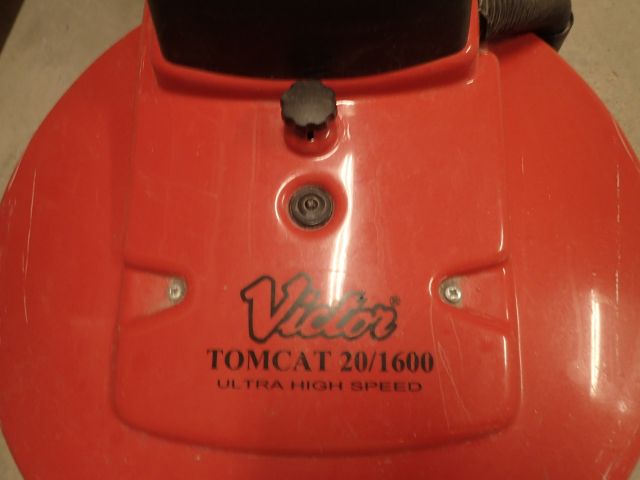 Victor®
TOMCAT 20/1600
ULTRA HIGH SPEED